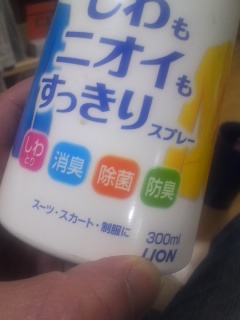 しわも
ニオイも
すっきりスプレー
しわとり 消臭 除菌 防臭
スーツ・スカート・制服に
300ml
LION